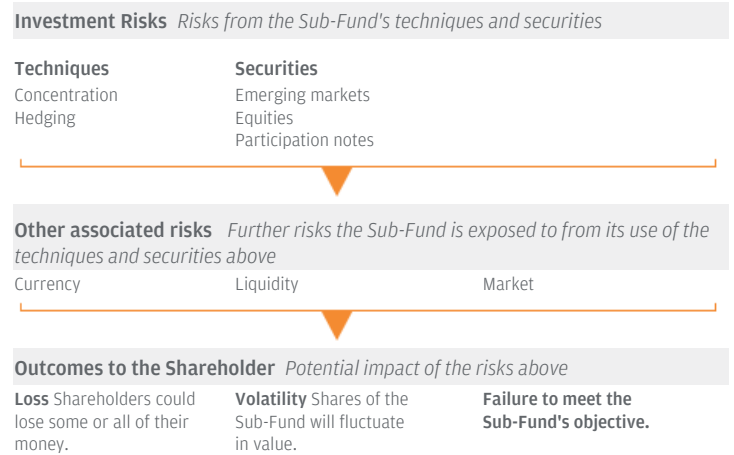 Investment Risks Risks from the Sub-Fund's techniques and securities
Techniques
Concentration
Hedging
Securities
Emerging markets
Equities
Participation notes
Other associated risks Further risks the Sub-Fund is exposed to from its use of the
techniques and securities above
Currency
Liquidity
Market
Outcomes to the Shareholder Potential impact of the risks above
Loss Shareholders could
lose some or all of their
money.
Volatility Shares of the
Sub-Fund will fluctuate
in value.
Failure to meet the
Sub-Fund's objective.